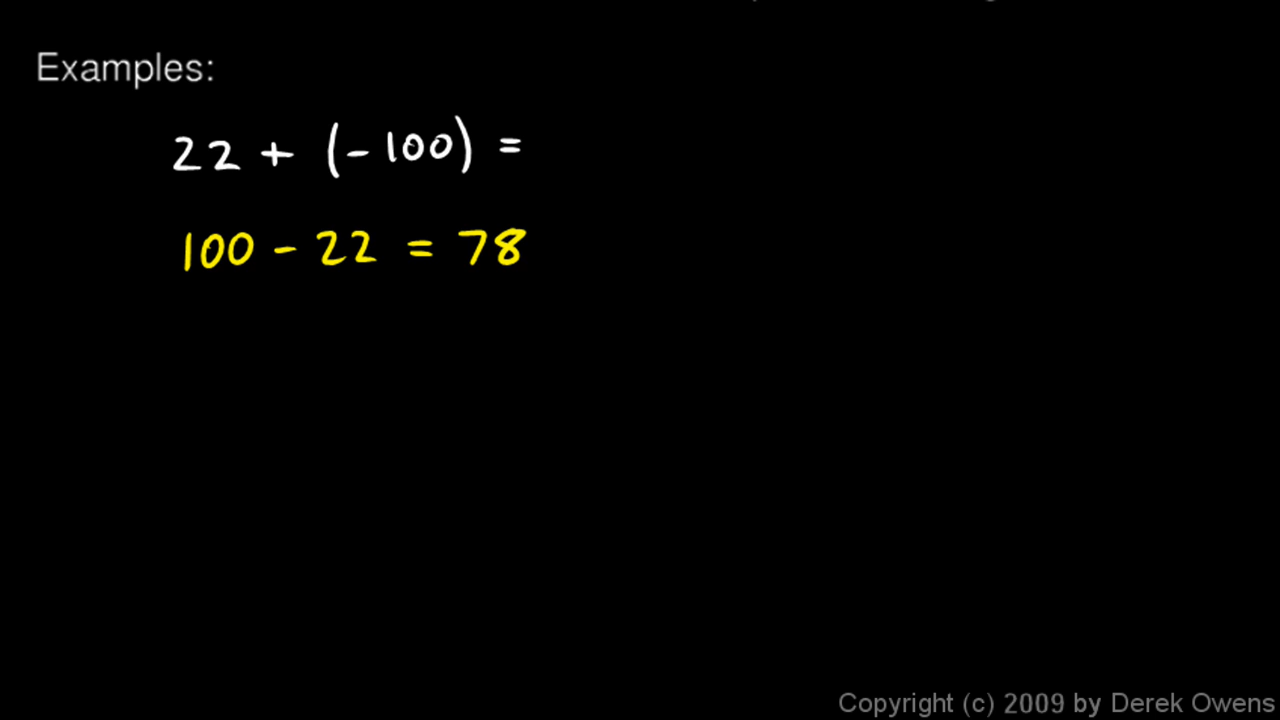 Examples:
22 + (-100) =
100 - 22 = 78
Copyright (c) 2009 by Derek Owens